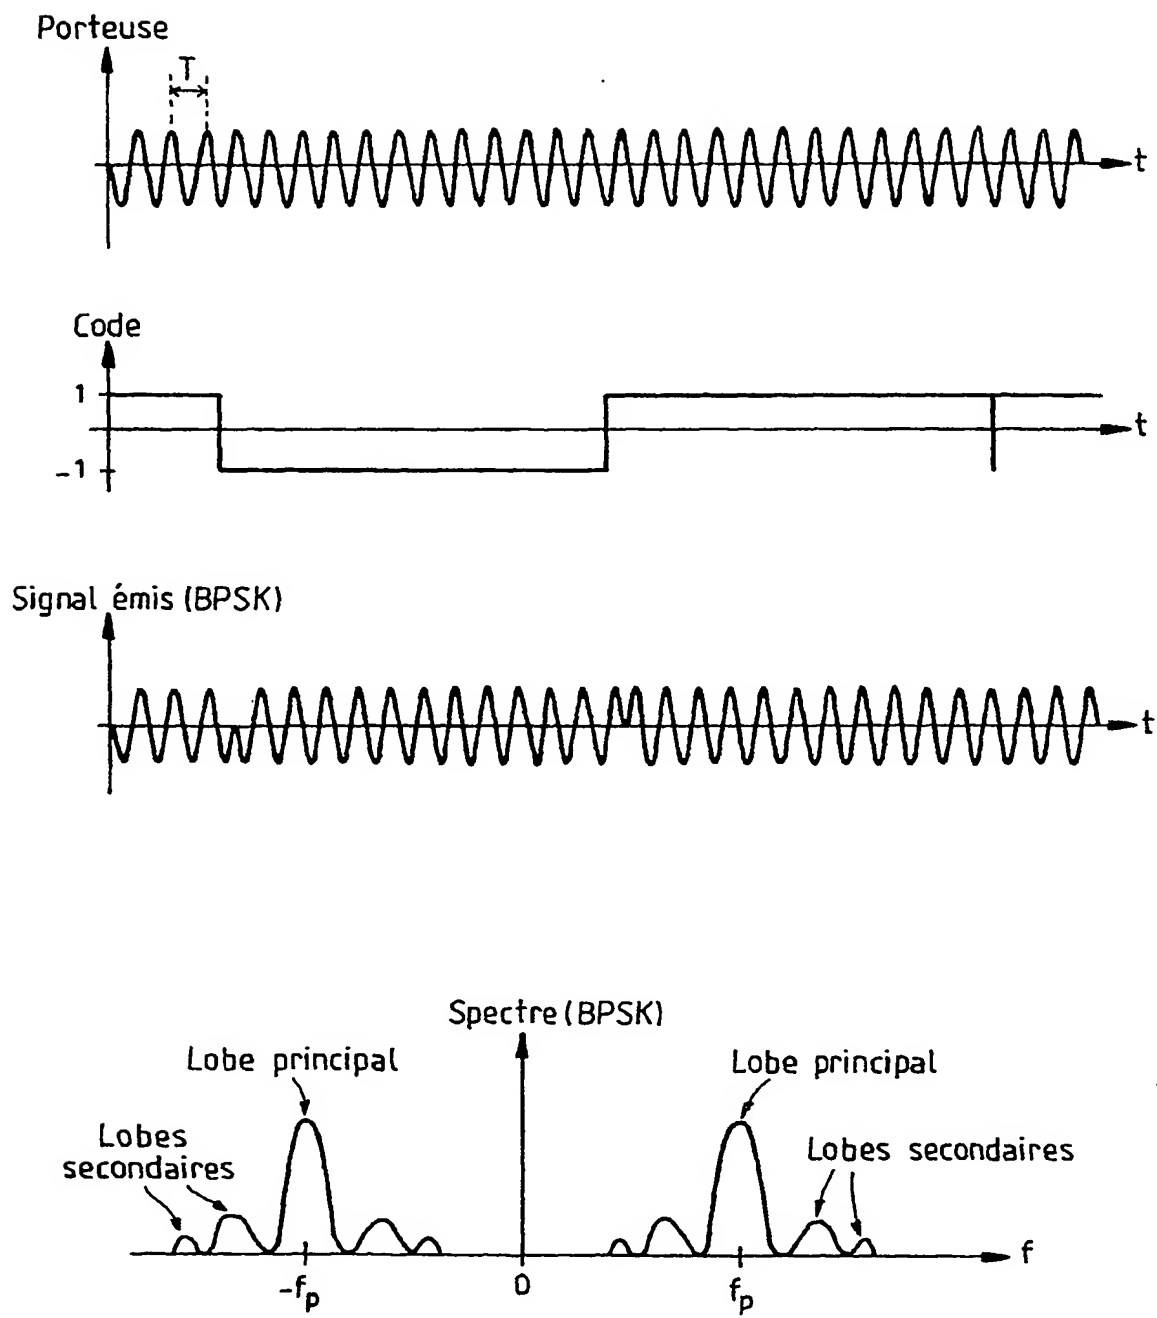 Porteuse
T
t
Code
1
-1
t
Signal émis (BPSK)
t
Spectre (BPSK)
Lobe principal
Lobe principal
Lobes
secondaires
Lobes secondaires
-fp
0
fp
f